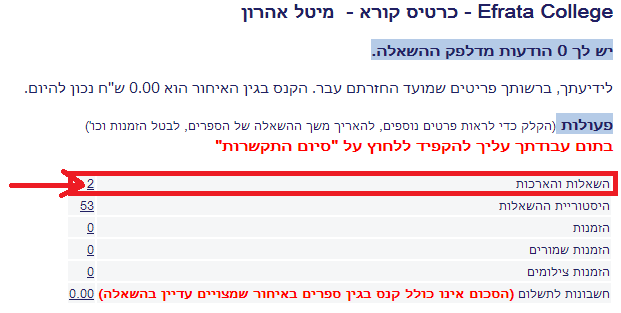 Efrata College - כרטיס קורא - מיטל אהרון
יש לך 0 הודעות מדלפק ההשאלה.
לידיעתך, ברשותך פריטים שמועד החזרתם עבר. הקנס בגין האיחור הוא 0.00 ש"ח נכון להיום.
פעולות (הקלק כדי לראות פרטים נוספים, להאריך משך ההשאלה של הספרים, לבטל הזמנות וכו')
בתום עבודתך עליך להקפיד ללחוץ על "סיום התקשרות"
השאלות והארכות 2
היסטוריית ההשאלות 53
הזמנות 0
הזמנות שמורים 0
הזמנות צילומים 0
חשבונות לתשלום (הסכום אינו כולל קנס בגין ספרים באיחור שמצויים עדיין בהשאלה) 0.00